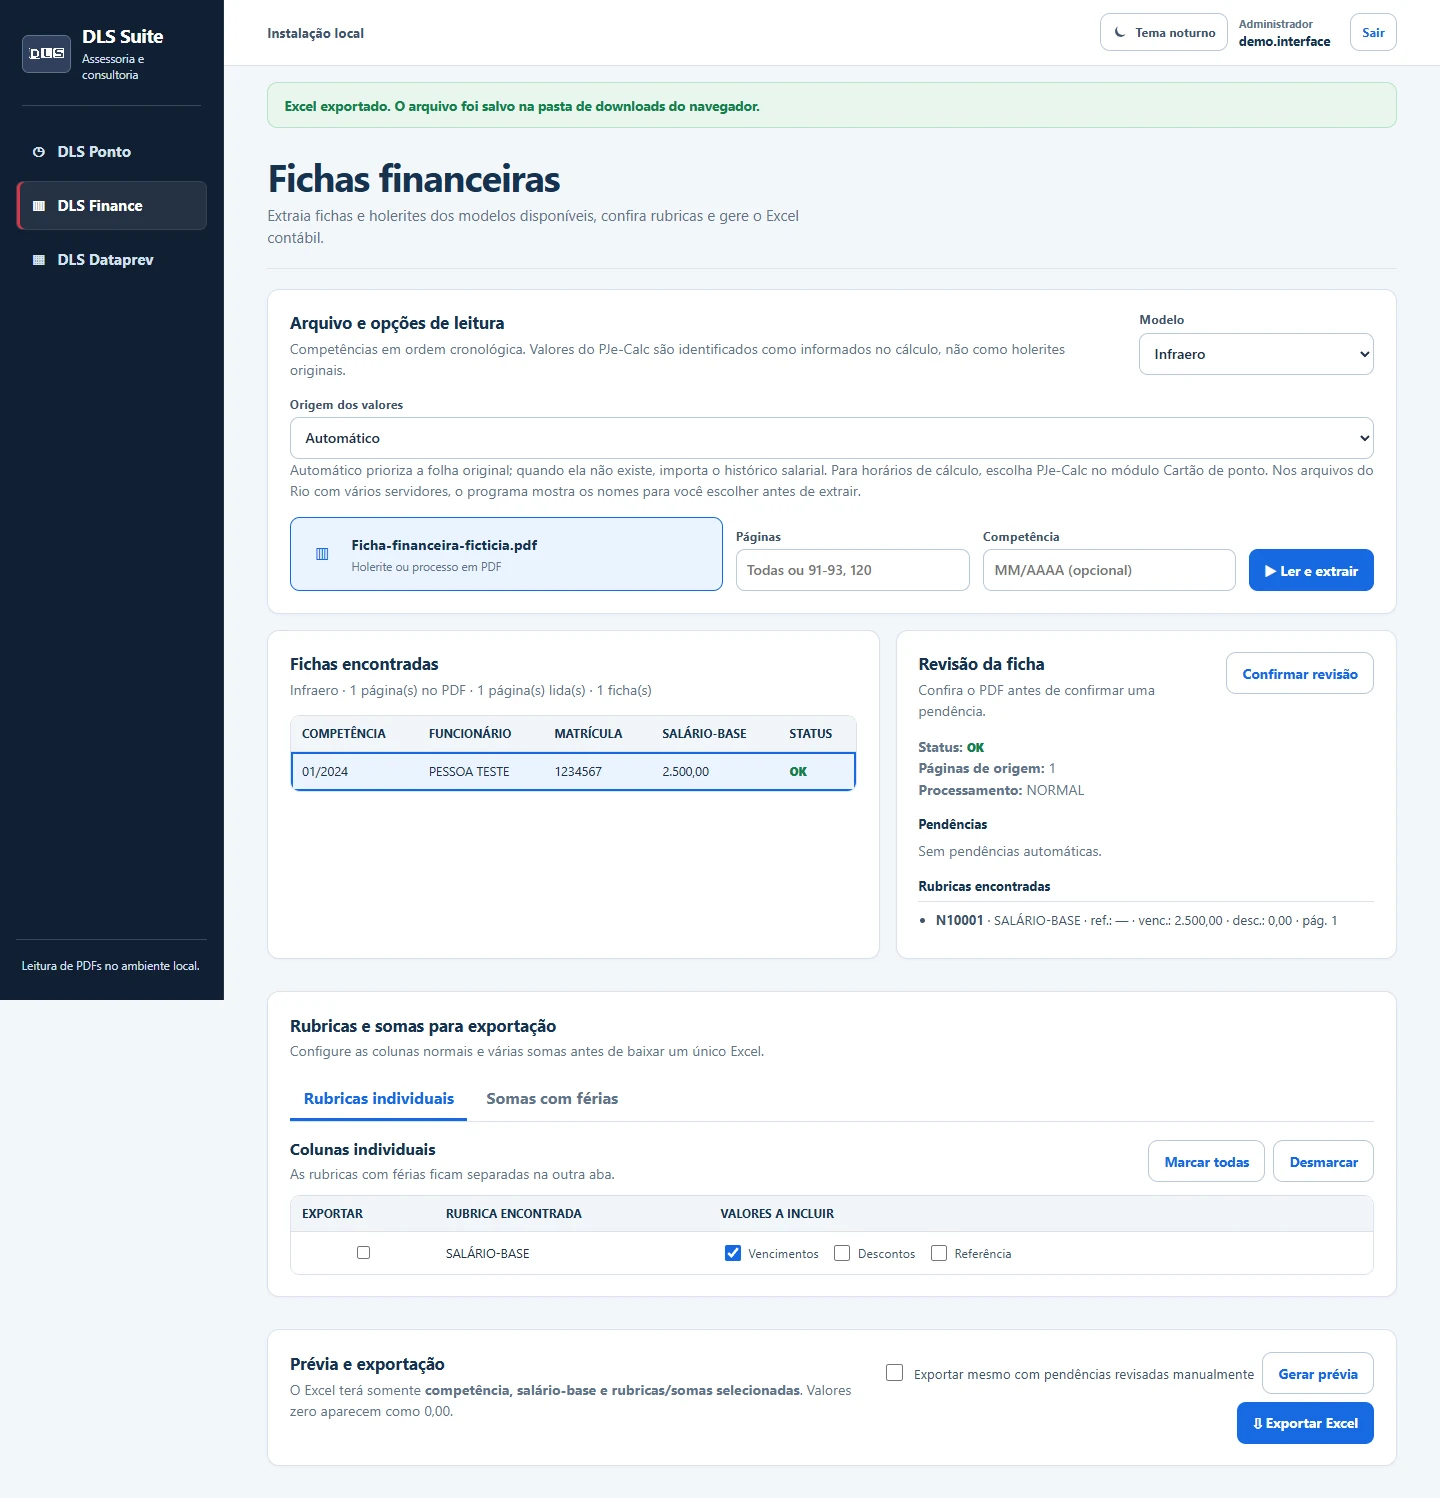 DLS
DLS Suite
Assessoria e
consultoria
DLS Ponto
DLS Finance
DLS Dataprev
Leitura de PDFs no ambiente local.
Instalação local
Tema noturno
Administrador
demo.interface
Sair
Excel exportado. O arquivo foi salvo na pasta de downloads do navegador.
Fichas financeiras
Extraia fichas e holerites dos modelos disponíveis, confira rubricas e gere o Excel
contábil.
Arquivo e opções de leitura
Competências em ordem cronológica. Valores do PJe-Calc são identificados como informados no cálculo, não como holerites
originais.
Modelo
Infraero
Origem dos valores
Automático
Automático prioriza a folha original; quando ela não existe, importa o histórico salarial. Para horários de cálculo, escolha PJe-Calc no módulo Cartão de ponto. Nos arquivos do
Rio com vários servidores, o programa mostra os nomes para você escolher antes de extrair.
Ficha-financeira-ficticia.pdf
Holerite ou processo em PDF
Páginas
Todas ou 91-93, 120
Competência
MM/AAAA (opcional)
▶ Ler e extrair
Fichas encontradas
Infraero · 1 página(s) no PDF · 1 página(s) lida(s) · 1 ficha(s)
COMPETÊNCIA FUNCIONÁRIO MATRÍCULA SALÁRIO-BASE STATUS
01/2024 PESSOA TESTE 1234567 2.500,00 OK
Revisão da ficha
Confira o PDF antes de confirmar uma
pendência.
Confirmar revisão
Status: OK
Páginas de origem: 1
Processamento: NORMAL
Pendências
Sem pendências automáticas.
Rubricas encontradas
• N10001 · SALÁRIO-BASE · ref.: — · venc.: 2.500,00 · desc.: 0,00 · pág. 1
Rubricas e somas para exportação
Configure as colunas normais e várias somas antes de baixar um único Excel.
Rubricas individuais Somas com férias
Colunas individuais
As rubricas com férias ficam separadas na outra aba.
Marcar todas Desmarcar
EXPORTAR RUBRICA ENCONTRADA VALORES A INCLUIR
SALÁRIO-BASE Vencimentos Descontos Referência
Prévia e exportação
O Excel terá somente competência, salário-base e rubricas/somas selecionadas. Valores
zero aparecem como 0,00.
Exportar mesmo com pendências revisadas manualmente
Gerar prévia
⇩ Exportar Excel